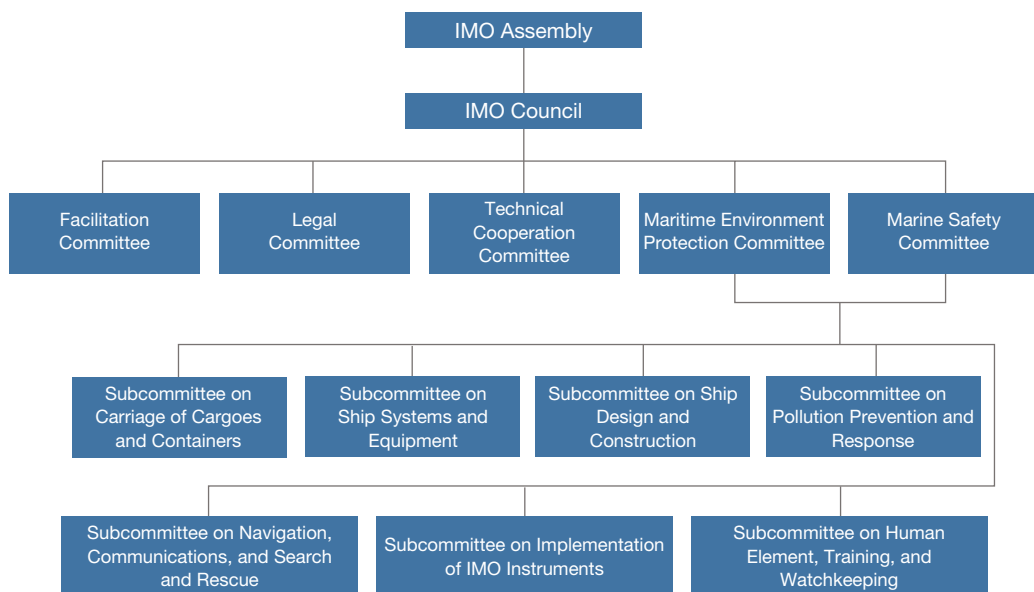 IMO Assembly
IMO Council
Facilitation
Committee
Legal
Committee
Technical
Cooperation
Committee
Maritime Environment
Protection Committee
Marine Safety
Committee
Subcommittee on
Carriage of Cargoes
and Containers
Subcommittee on
Ship Systems and
Equipment
Subcommittee on Ship
Design and
Construction
Subcommittee on
Pollution Prevention and
Response
Subcommittee on Navigation,
Communications, and Search
and Rescue
Subcommittee on Implementation
of IMO Instruments
Subcommittee on Human
Element, Training, and
Watchkeeping